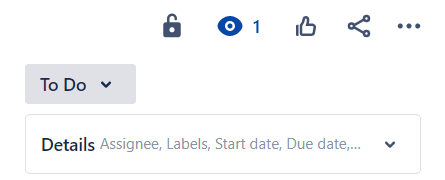 1
To Do
Details Assignee, Labels, Start date, Due date,...